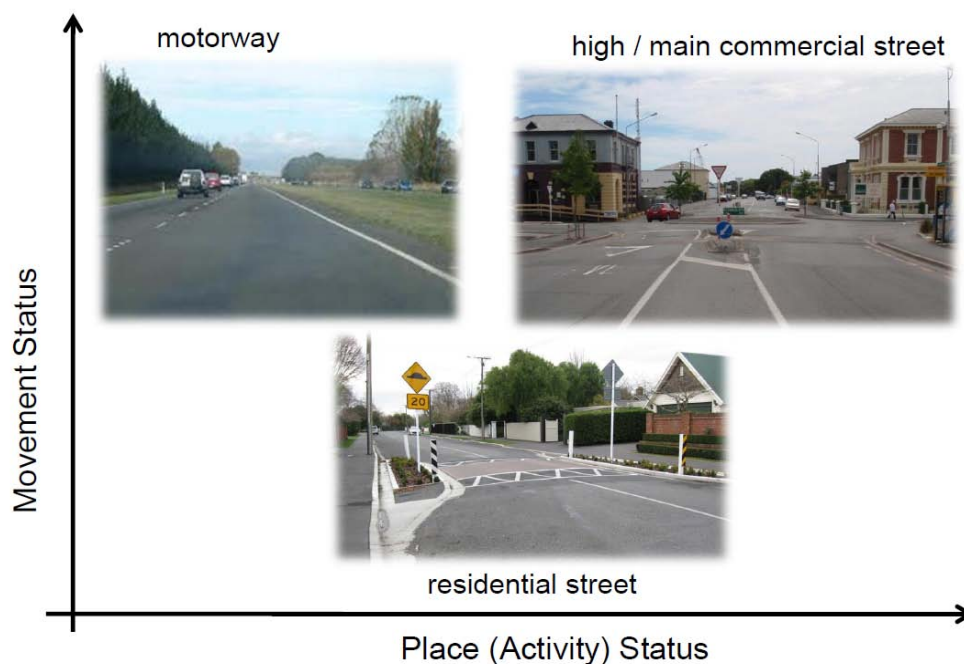 motorway
high / main commercial street
20
residential street
Movement Status
Place (Activity) Status